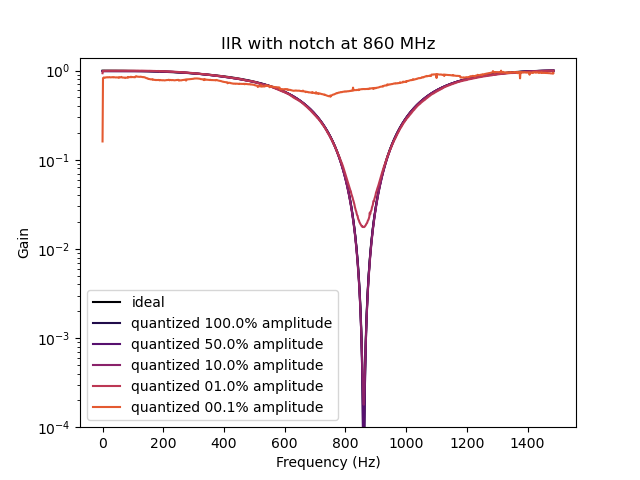 IIR with notch at 860 MHz
Gain
10⁰
10⁻¹
10⁻²
10⁻³
10⁻⁴
ideal
quantized 100.0% amplitude
quantized 50.0% amplitude
quantized 10.0% amplitude
quantized 01.0% amplitude
quantized 00.1% amplitude
0 200 400 600 800 1000 1200 1400
Frequency (Hz)